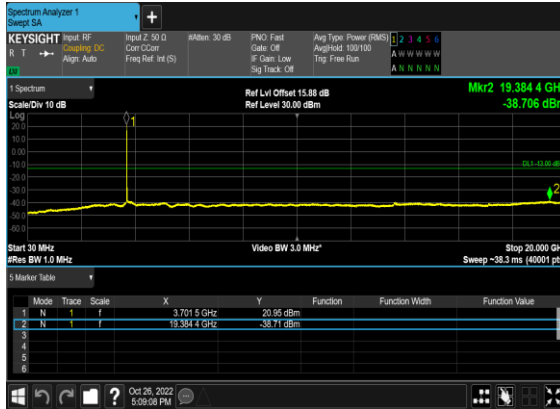 Spectrum Analyzer 1
Swept SA
+
KEYSIGHT Input: RF Input Z: 50 Ω #Atten: 30 dB PNO: Fast Avg Type: Power (RMS) 1 2 3 4 5 6
R T Coupling: DC Corr CCorr Gate: Off Avg|Hold: 100/100 A W W W W W
Align: Auto Freq Ref: Int (S) IF Gain: Low Trig: Free Run
LU Sig Track: Off A N N N N N
1 Spectrum Ref Lvl Offset 15.88 dB Mkr2 19.384 4 GHz
Scale/Div 10 dB Ref Level 30.00 dBm -38.706 dBm
Log
20.0
10.0
0.00
-10.0
-20.0
-30.0
-40.0
-50.0
-60.0
1
DL1 -13.00 dB
2
Start 30 MHz Video BW 3.0 MHz* Stop 20.000 GH
#Res BW 1.0 MHz Sweep ~38.3 ms (40001 pts
5 Marker Table
Mode Trace Scale X Y Function Function Width Function Value
1 N 1 f 3.701 5 GHz 20.95 dBm
2 N 1 f 19.384 4 GHz -38.71 dBm
3
4
5
6
? Oct 26, 2022
5:09:08 PM